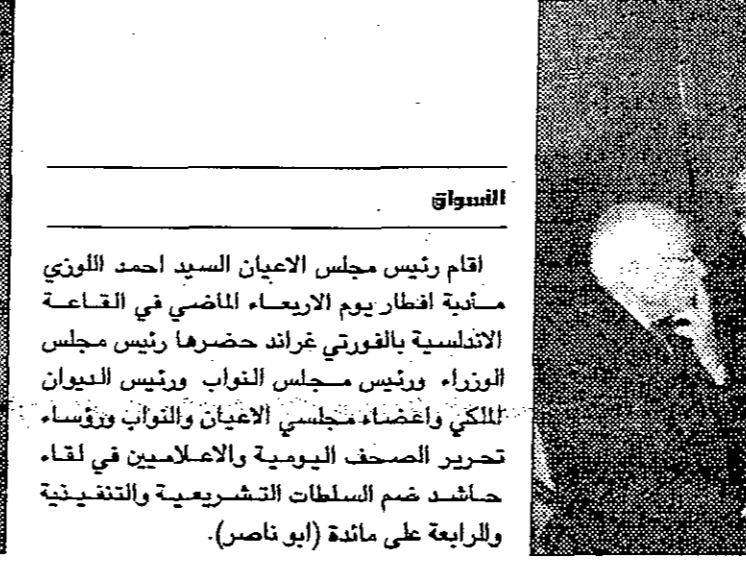 الأسواق
اقام رئيس مجلس الاعيان السيد احمد اللوزي
مأدبة افطار يوم الاربعاء الماضي في القاعة
الاندلسية بالفورتي غراند حضرها رئيس مجلس
الوزراء ورئيس مجلس النواب ورئيس الديوان
الملكي واعضاء مجلسي الاعيان والنواب ورؤساء
تحرير الصحف اليومية والاعلاميين في لقاء
حاشد ضم السلطات التشريعية والتنفيذية
والرابعة على مائدة (ابو ناصر).